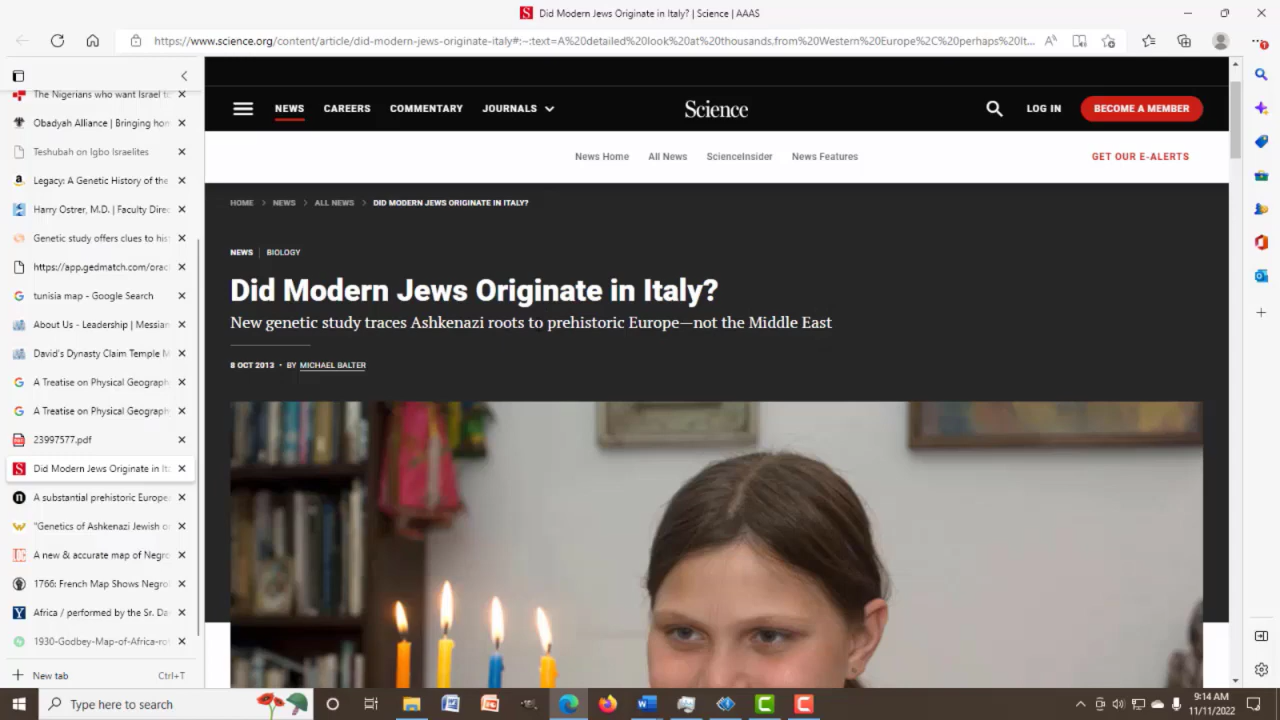 Did Modern Jews Originate in Italy? | Science | AAAS
https://www.science.org/content/article/did-modern-jews-originate-italy#:~:text=A%20detailed%20look%20at%20thousands,from%20Western%20Europe%2C%20perhaps%20It...
The Nigerians who want Israel to
Obadyah Alliance | Bringing hom
Teshubah on Igbo Israelites
Legacy: A Genetic History of the
Harry Ostrer, M.D. | Faculty Direc
Genetic study offers clues to his
https://app.gedmatch.com/orac
tunisia map - Google Search
About Us - Leadership | Messian
David's Dynasty Claim Temple M
A Treatise on Physical Geograph
A Treatise on Physical Geograph
23997577.pdf
Did Modern Jews Originate in It
A substantial prehistoric Europe
"Genetics of Ashkenazi Jewish o
A new & accurate map of Negro
1766: French Map Shows Negro
Africa / performed by the Sr. Da
1930-Godbey-Map-of-Africa-ro
New tab Ctrl+T
NEWS CAREERS COMMENTARY JOURNALS Science LOG IN BECOME A MEMBER
News Home All News ScienceInsider News Features GET OUR E-ALERTS
HOME > NEWS > ALL NEWS > DID MODERN JEWS ORIGINATE IN ITALY?
NEWS | BIOLOGY
Did Modern Jews Originate in Italy?
New genetic study traces Ashkenazi roots to prehistoric Europe—not the Middle East
8 OCT 2013 • BY MICHAEL BALTER
Type here to search
9:14 AM
11/11/2022